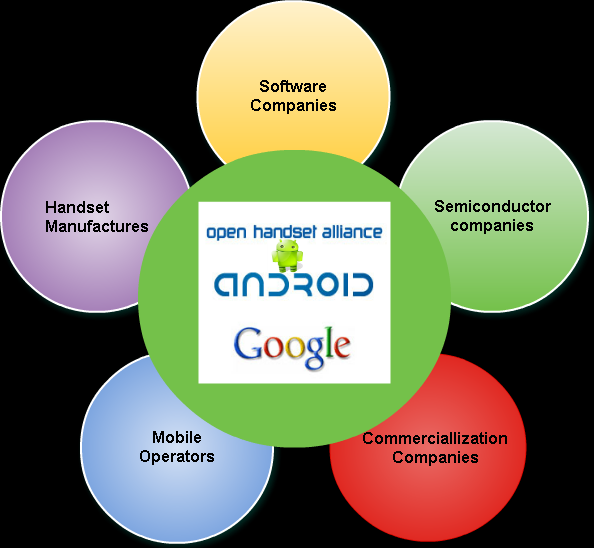 Software
Companies
Handset
Manufactures
Semiconductor
companies
open handset alliance
ANDROID
Google
Mobile
Operators
Commerciallization
Companies